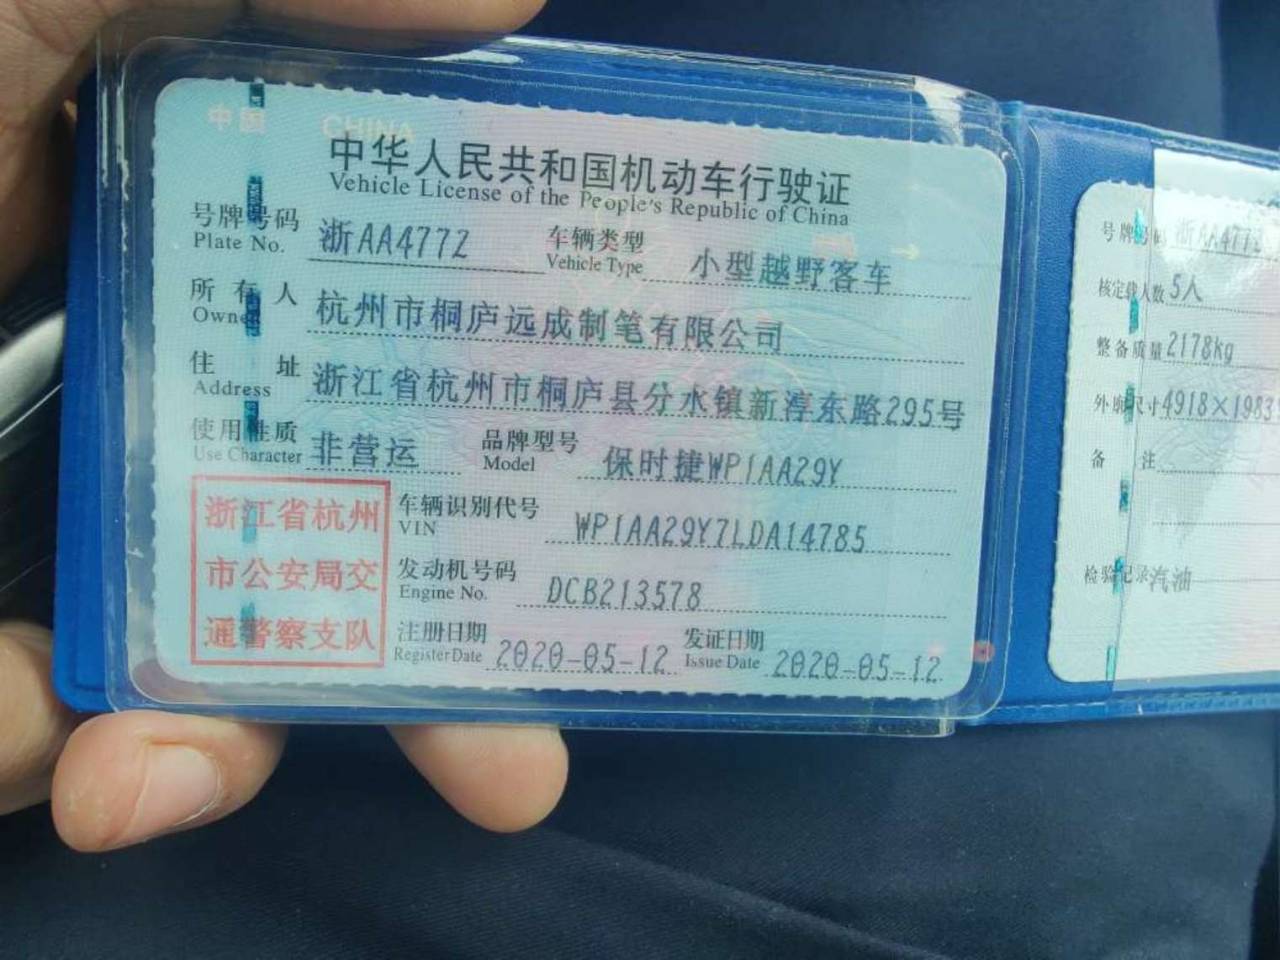 中国 CHINA
中华人民共和国机动车行驶证
Vehicle License of the People's Republic of China
号牌号码 浙AA4772 车辆类型 小型越野客车
Plate No. Vehicle Type
所有人 杭州市桐庐远成制笔有限公司
Owner
住址 浙江省杭州市桐庐县分水镇新淳东路295号
Address
使用性质 非营运 品牌型号 保时捷WP1AA29Y
Use Character Model
浙江省杭州
市公安局交
通警察支队
车辆识别代号 WP1AA29Y7LDA14785
VIN
发动机号码 DCB213578
Engine No.
注册日期 2020-05-12 发证日期 2020-05-12
Register Date Issue Date
号牌号码 浙AA4772
核定载人数 5人
整备质量 2178kg
外廓尺寸 4918×1983
备注
检验记录 汽油